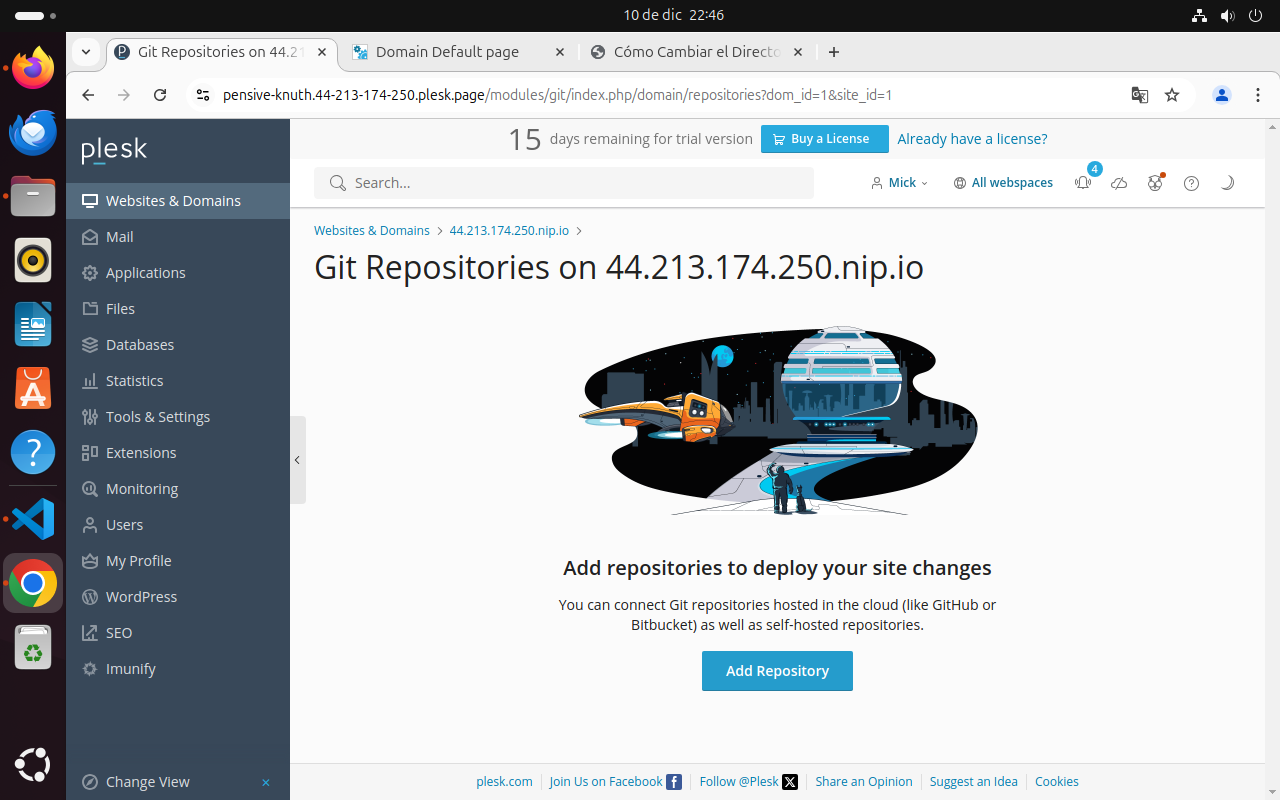 10 de dic 22:46
Git Repositories on 44.21
Domain Default page
Cómo Cambiar el Directo
pensive-knuth.44-213-174-250.plesk.page/modules/git/index.php/domain/repositories?dom_id=1&site_id=1
plesk
15 days remaining for trial version
Buy a License
Already have a license?
Search...
Mick
All webspaces
4
Websites & Domains
Mail
Applications
Files
Databases
Statistics
Tools & Settings
Extensions
Monitoring
Users
My Profile
WordPress
SEO
Imunify
Change View
Websites & Domains
44.213.174.250.nip.io
Git Repositories on 44.213.174.250.nip.io
Add repositories to deploy your site changes
You can connect Git repositories hosted in the cloud (like GitHub or
Bitbucket) as well as self-hosted repositories.
Add Repository
plesk.com
Join Us on Facebook
Follow @Plesk
Share an Opinion
Suggest an Idea
Cookies